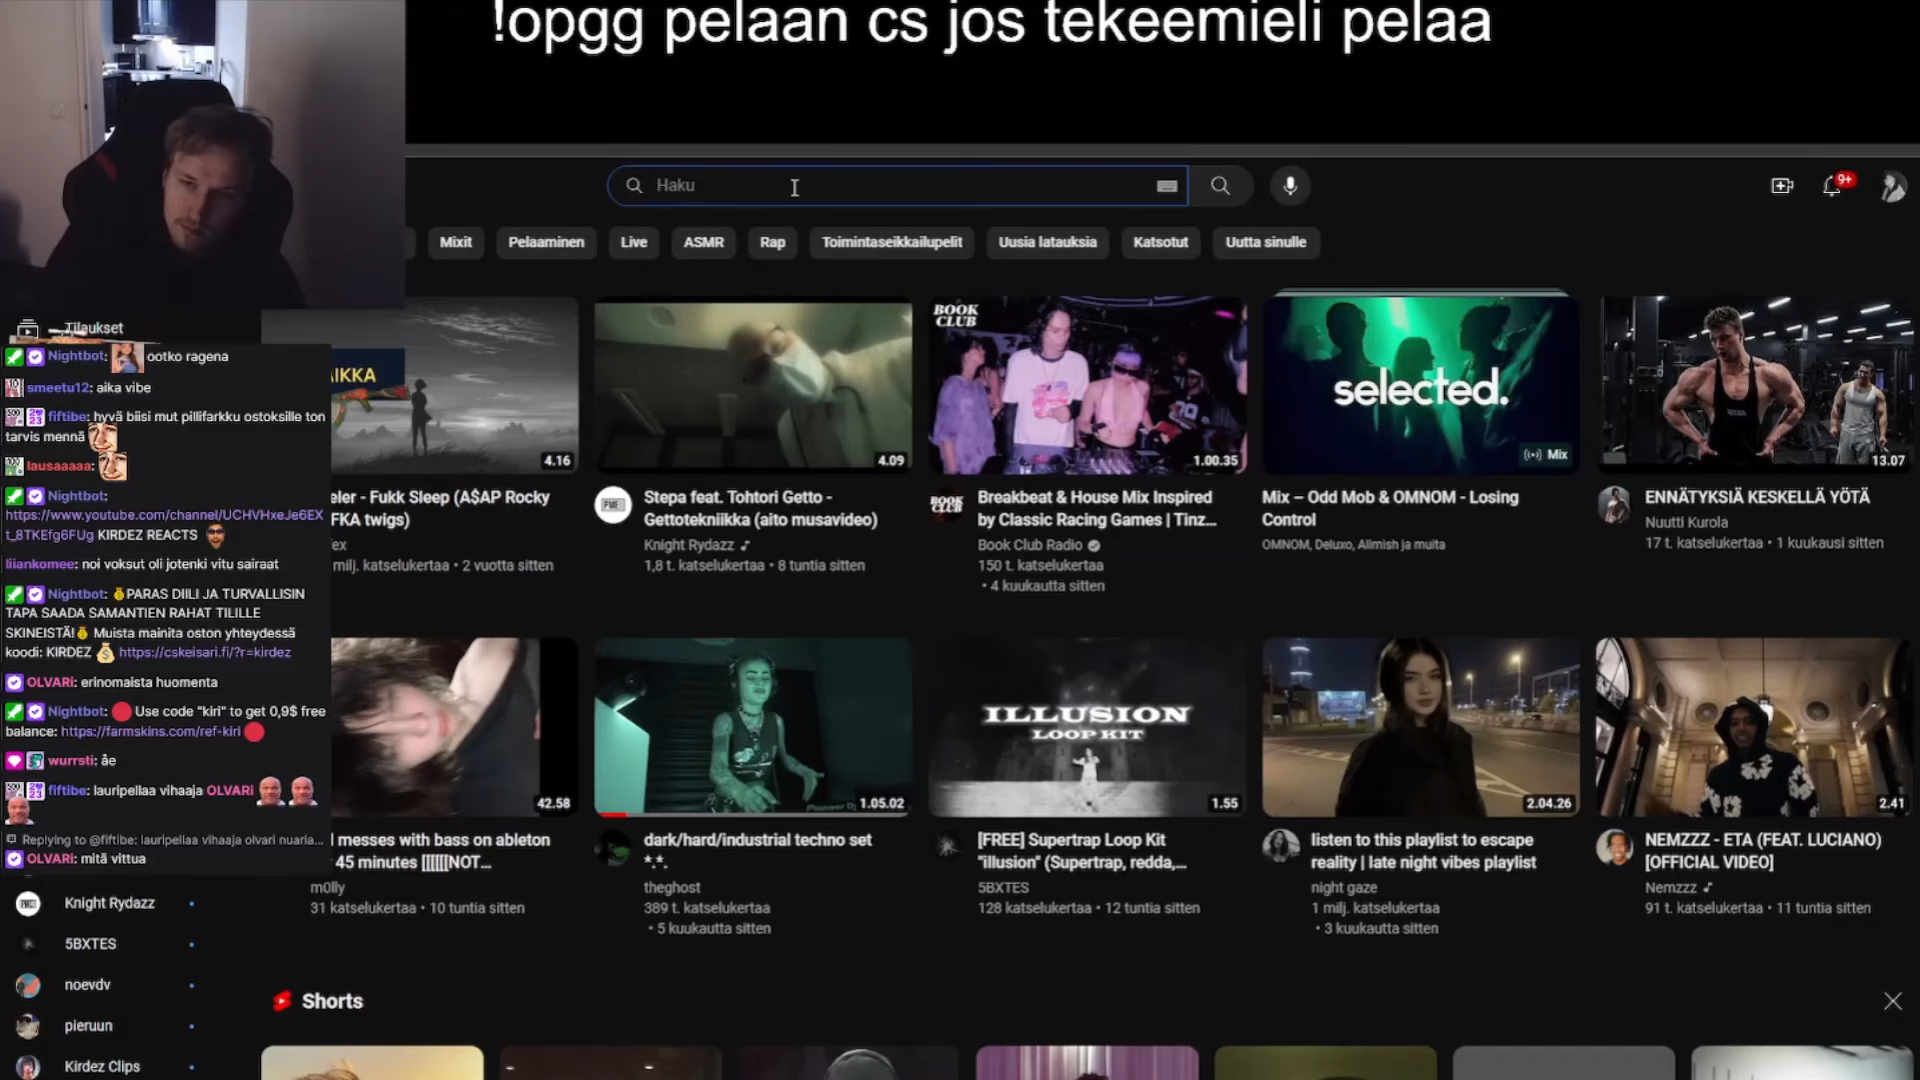 !opgg pelaan cs jos tekeemieli pelaa
Haku
9+
Mixit
Pelaaminen
Live
ASMR
Rap
Toimintaseikkailupelit
Uusia latauksia
Katsotut
Uutta sinulle
Tilaukset
Nightbot: ootko ragena
smeetu12: aika vibe
fiftibe: hyvä biisi mut pillifarkku ostoksille ton
tarvis mennä
lausaaaaa:
Nightbot:
https://www.youtube.com/channel/UCHVHxeJe6EX
t_8TKEfg6FUg KIRDEZ REACTS
liiankomee: noi voksut oli jotenki vitu sairaat
Nightbot: PARAS DIILI JA TURVALLISIN
TAPA SAADA SAMANTIEN RAHAT TILILLE
SKINEISTÄ! Muista mainita oston yhteydessä
koodi: KIRDEZ https://cskeisari.fi/?r=kirdez
OLVARi: erinomaista huomenta
Nightbot: Use code "kiri" to get 0,9$ free
balance: https://farmskins.com/ref-kiri
wurrsti: åe
fiftibe: lauripellaa vihaaja OLVARi
Replying to @fiftibe: lauripellaa vihaaja olvari nuaria...
OLVARi: mitä vittua
Knight Rydazz
5BXTES
noevdv
pieruun
Kirdez Clips
AIKKA
4.16
eler - Fukk Sleep (A$AP Rocky
FKA twigs)
ex
milj. katselukertaa • 2 vuotta sitten
4.09
Stepa feat. Tohtori Getto -
Gettotekniikka (aito musavideo)
Knight Rydazz
1,8 t. katselukertaa • 8 tuntia sitten
BOOK
CLUB
1.00.35
BOOK
CLUB
Breakbeat & House Mix Inspired
by Classic Racing Games | Tinz...
Book Club Radio
150 t. katselukertaa
• 4 kuukautta sitten
selected.
Mix
Mix – Odd Mob & OMNOM - Losing
Control
OMNOM, Deluxo, Alimish ja muita
13.07
ENNÄTYKSIÄ KESKELLÄ YÖTÄ
Nuutti Kurola
17 t. katselukertaa • 1 kuukausi sitten
42.58
l messes with bass on ableton
45 minutes [[[[[[NOT...
m0lly
31 katselukertaa • 10 tuntia sitten
1.05.02
dark/hard/industrial techno set
*.*.
theghost
389 t. katselukertaa
• 5 kuukautta sitten
ILLUSION
LOOP KIT
1.55
[FREE] Supertrap Loop Kit
"illusion" (Supertrap, redda,...
5BXTES
128 katselukertaa • 12 tuntia sitten
2.04.26
listen to this playlist to escape
reality | late night vibes playlist
night gaze
1 milj. katselukertaa
• 3 kuukautta sitten
2.41
NEMZZZ - ETA (FEAT. LUCIANO)
[OFFICIAL VIDEO]
Nemzzz
91 t. katselukertaa • 11 tuntia sitten
Shorts